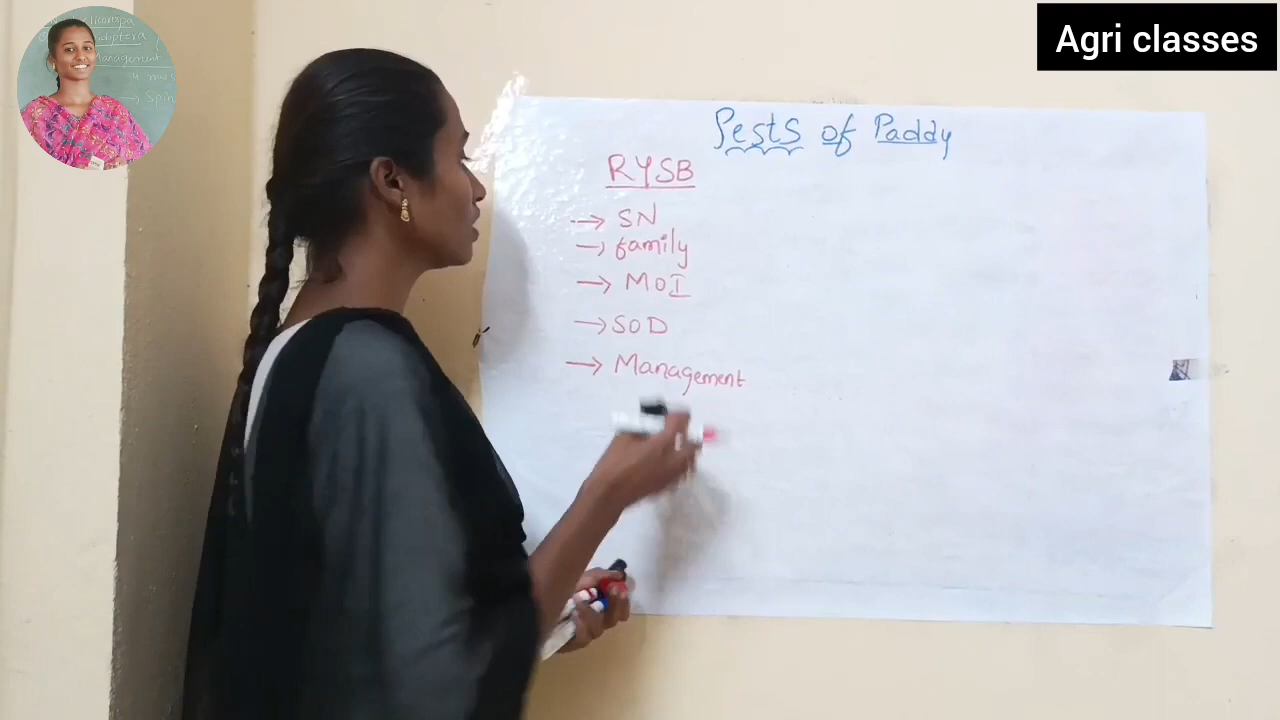 Agri classes
Pests of Paddy
RYSB
→ SN
→ family
→ MOI
→ SOD
→ Management